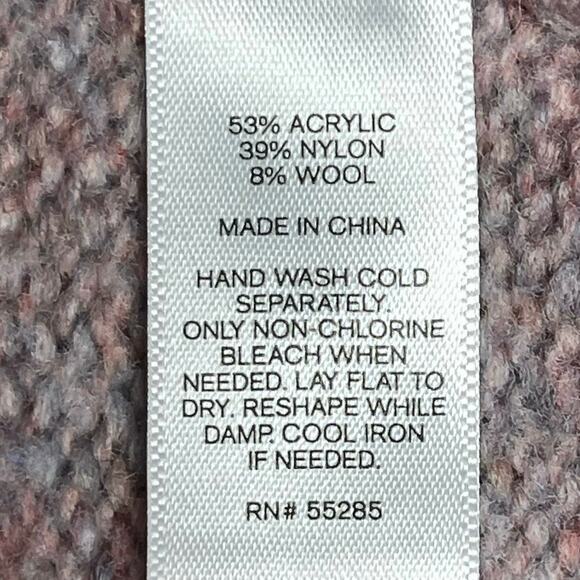 53% ACRYLIC
39% NYLON
8% WOOL
MADE IN CHINA
HAND WASH COLD
SEPARATELY.
ONLY NON-CHLORINE
BLEACH WHEN
NEEDED. LAY FLAT TO
DRY. RESHAPE WHILE
DAMP. COOL IRON
IF NEEDED.
RN# 55285